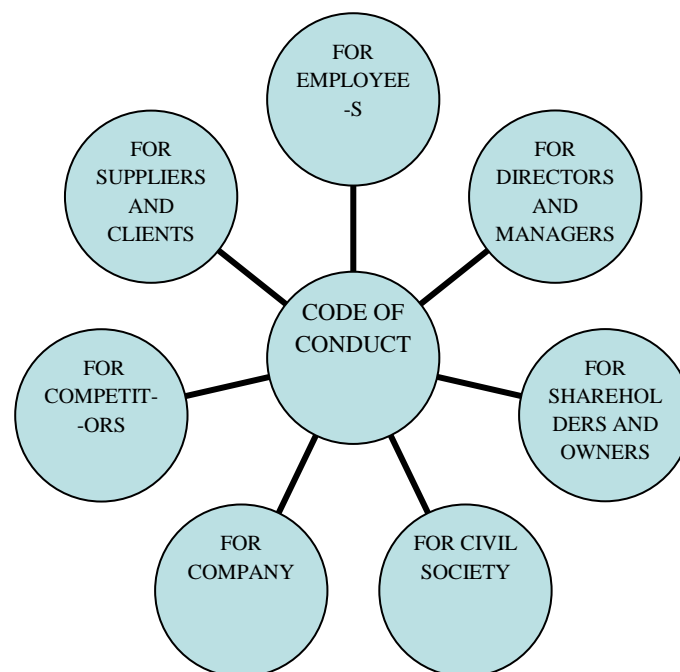 FOR
EMPLOYEE
-S
FOR
DIRECTORS
AND
MANAGERS
FOR
SHAREHOL
DERS AND
OWNERS
FOR CIVIL
SOCIETY
FOR
COMPANY
FOR
COMPETIT-
-ORS
FOR
SUPPLIERS
AND
CLIENTS
CODE OF
CONDUCT